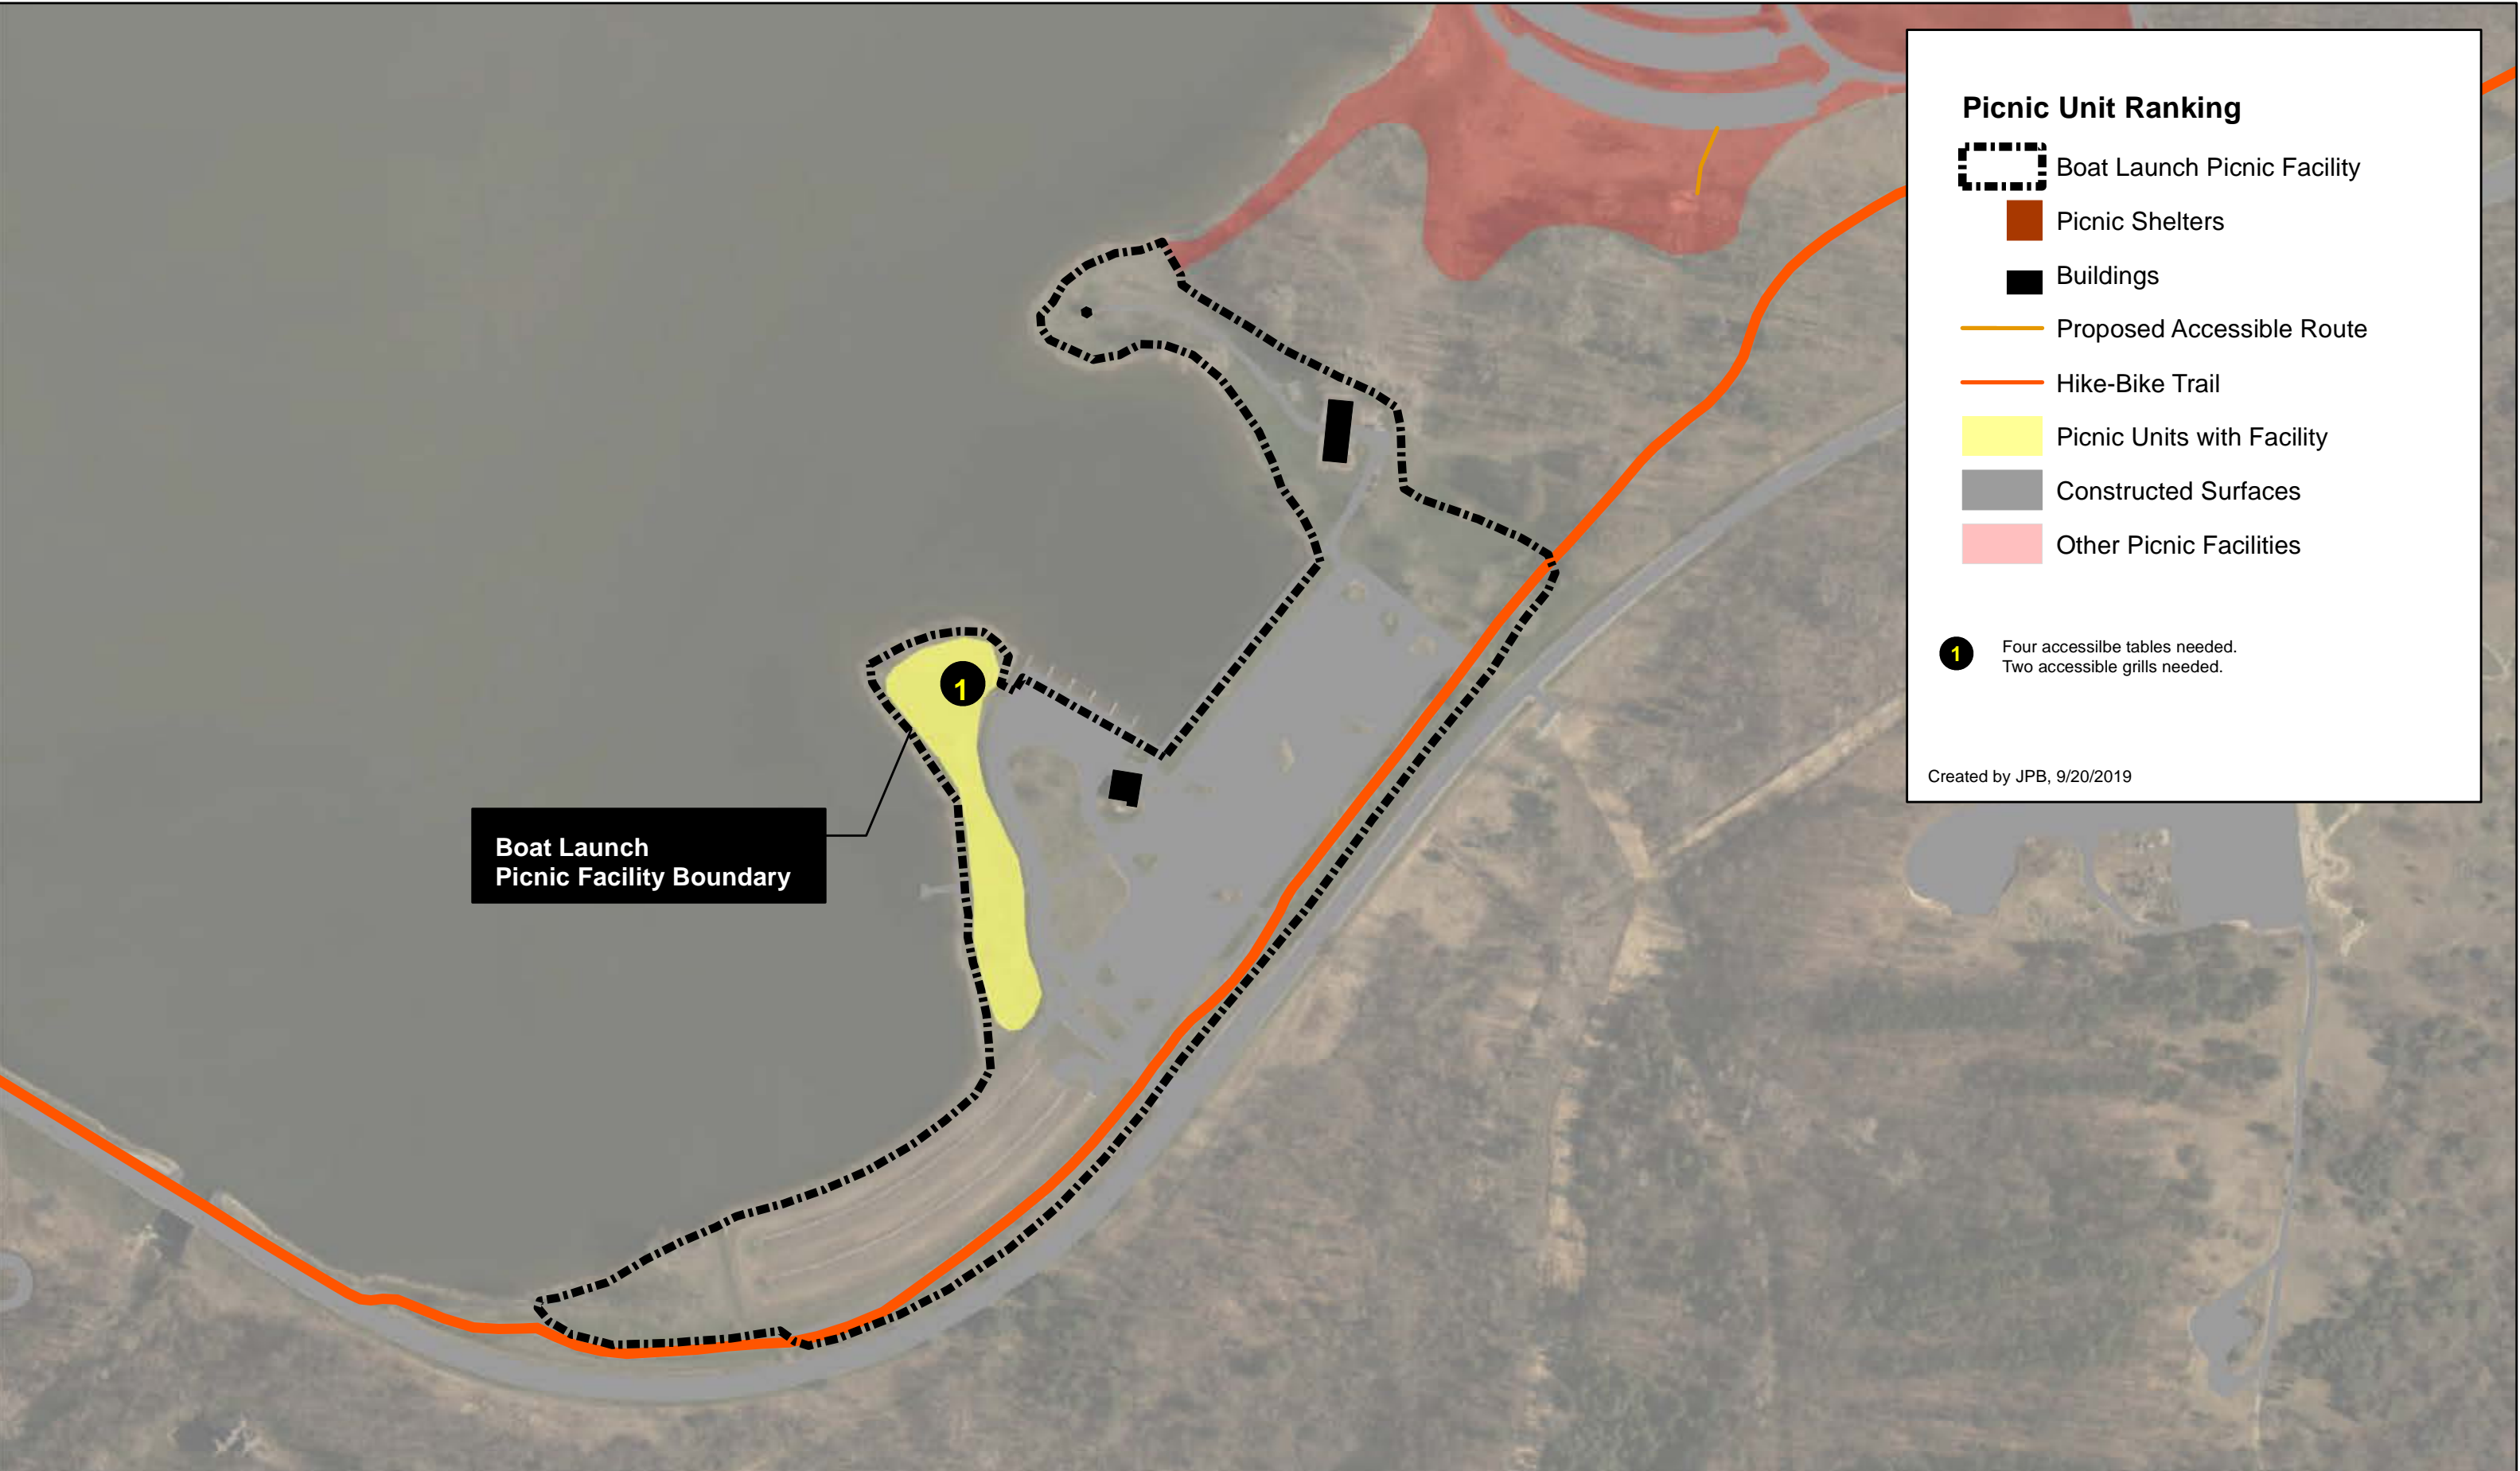 Picnic Unit Ranking
Boat Launch Picnic Facility
Picnic Shelters
Buildings
Proposed Accessible Route
Hike-Bike Trail
Picnic Units with Facility
Constructed Surfaces
Other Picnic Facilities
1 Four accessilbe tables needed.
Two accessible grills needed.
Created by JPB, 9/20/2019
1
Boat Launch
Picnic Facility Boundary